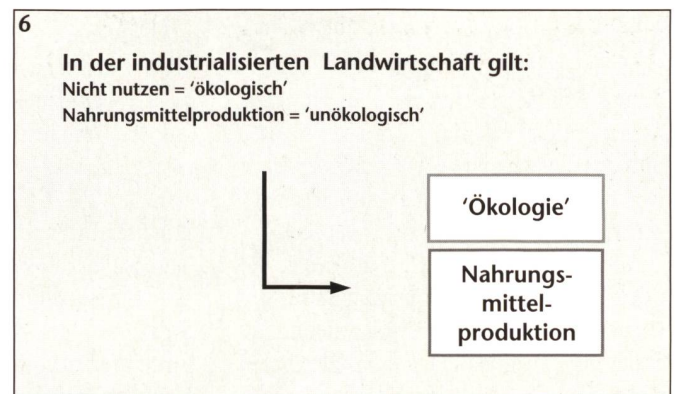 6
In der industrialisierten Landwirtschaft gilt:
Nicht nutzen = ‘ökologisch’
Nahrungsmittelproduktion = ‘unökologisch’
‘Ökologie’
Nahrungs-
mittel-
produktion